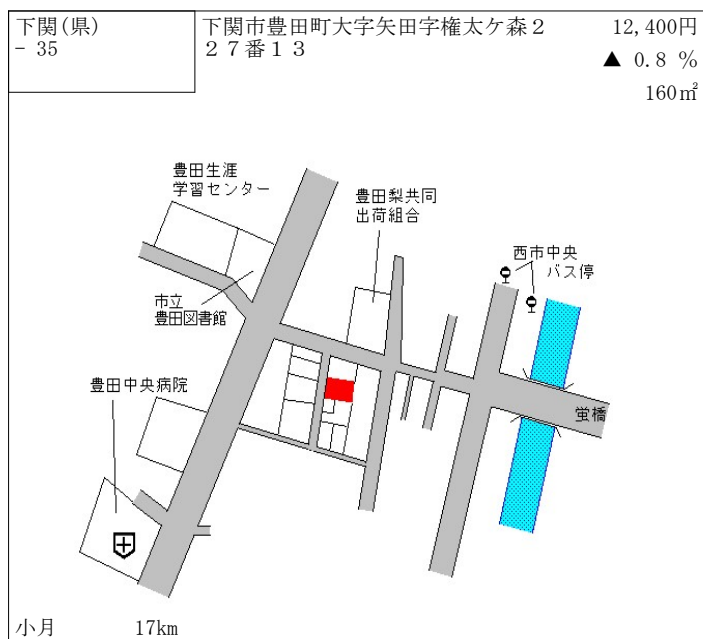 下関(県)
- 35
下関市豊田町大字矢田字権太ケ森２
２７番１３
12,400円
▲ 0.8 %
160㎡
豊田生涯
学習センター
豊田梨共同
出荷組合
西市中央
バス停
市立
豊田図書館
豊田中央病院
蛍橋
小月 17km